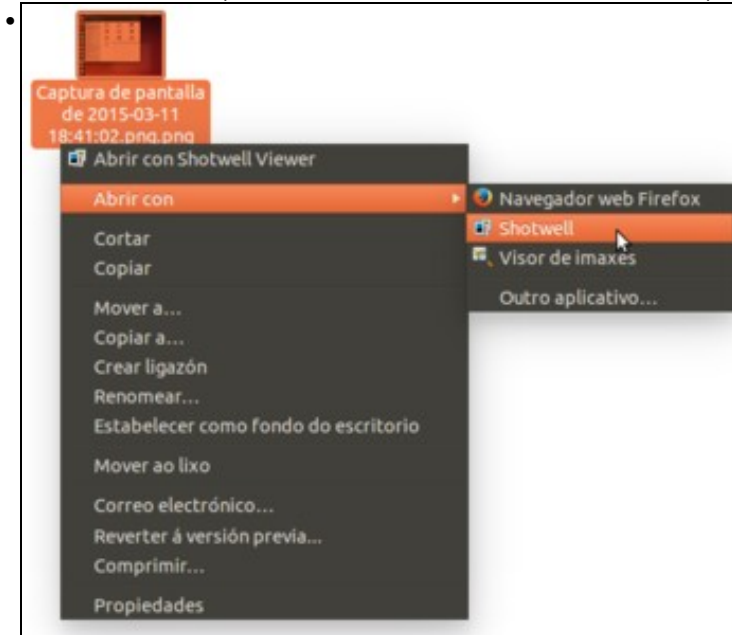 Captura de pantalla
de 2015-03-11
18:41:02.png.png
Abrir con Shotwell Viewer
Abrir con
Navegador web Firefox
Shotwell
Visor de imaxes
Outro aplicativo...
Cortar
Copiar
Mover a...
Copiar a...
Crear ligazón
Renomear...
Estabelecer como fondo do escritorio
Mover ao lixo
Correo electrónico...
Reverter á versión previa...
Comprimir...
Propiedades